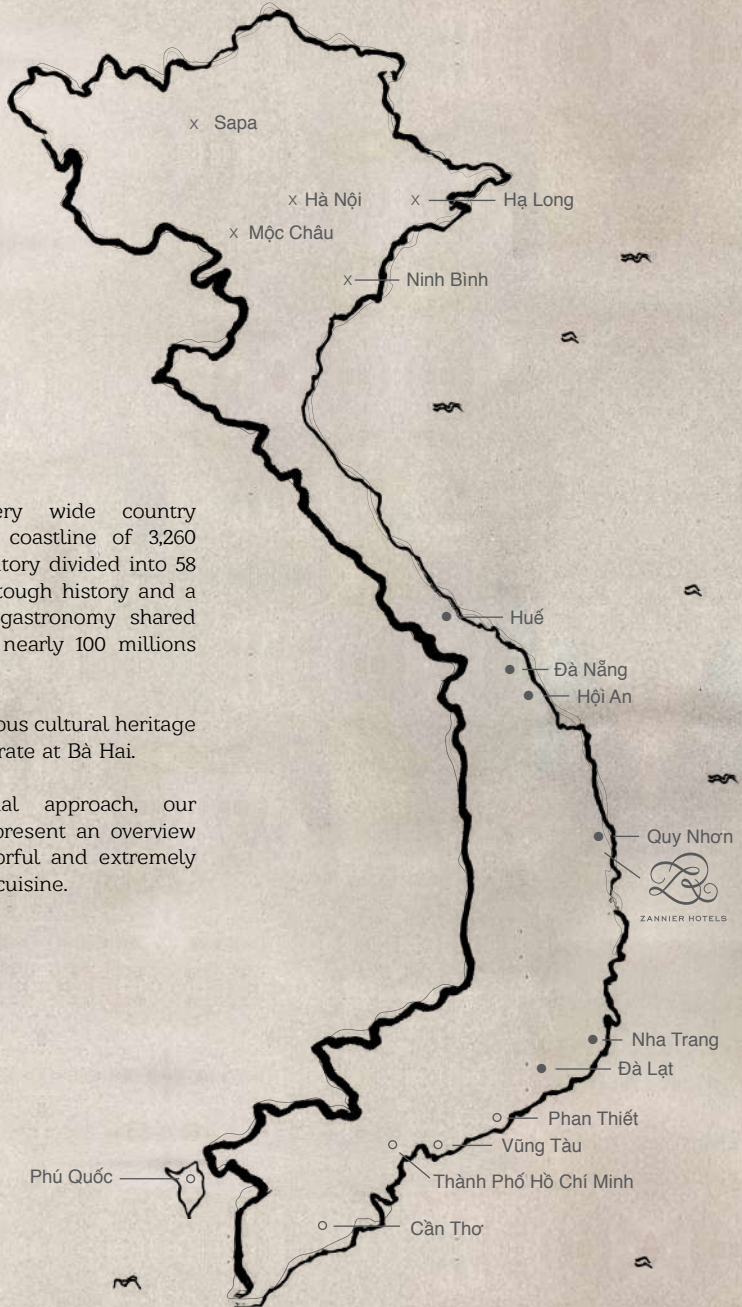 Sapa
Hà Nội
Hạ Long
Mộc Châu
Ninh Bình
ery wide country
coastline of 3,260
tory divided into 58
tough history and a
gastronomy shared
nearly 100 millions
ous cultural heritage
rate at Bà Hai.
al approach, our
present an overview
orful and extremely
cuisine.
Huế
Đà Nẵng
Hội An
Quy Nhơn
ZANNIER HOTELS
Nha Trang
Đà Lạt
Phan Thiết
Vũng Tàu
Thành Phố Hồ Chí Minh
Phú Quốc
Cần Thơ